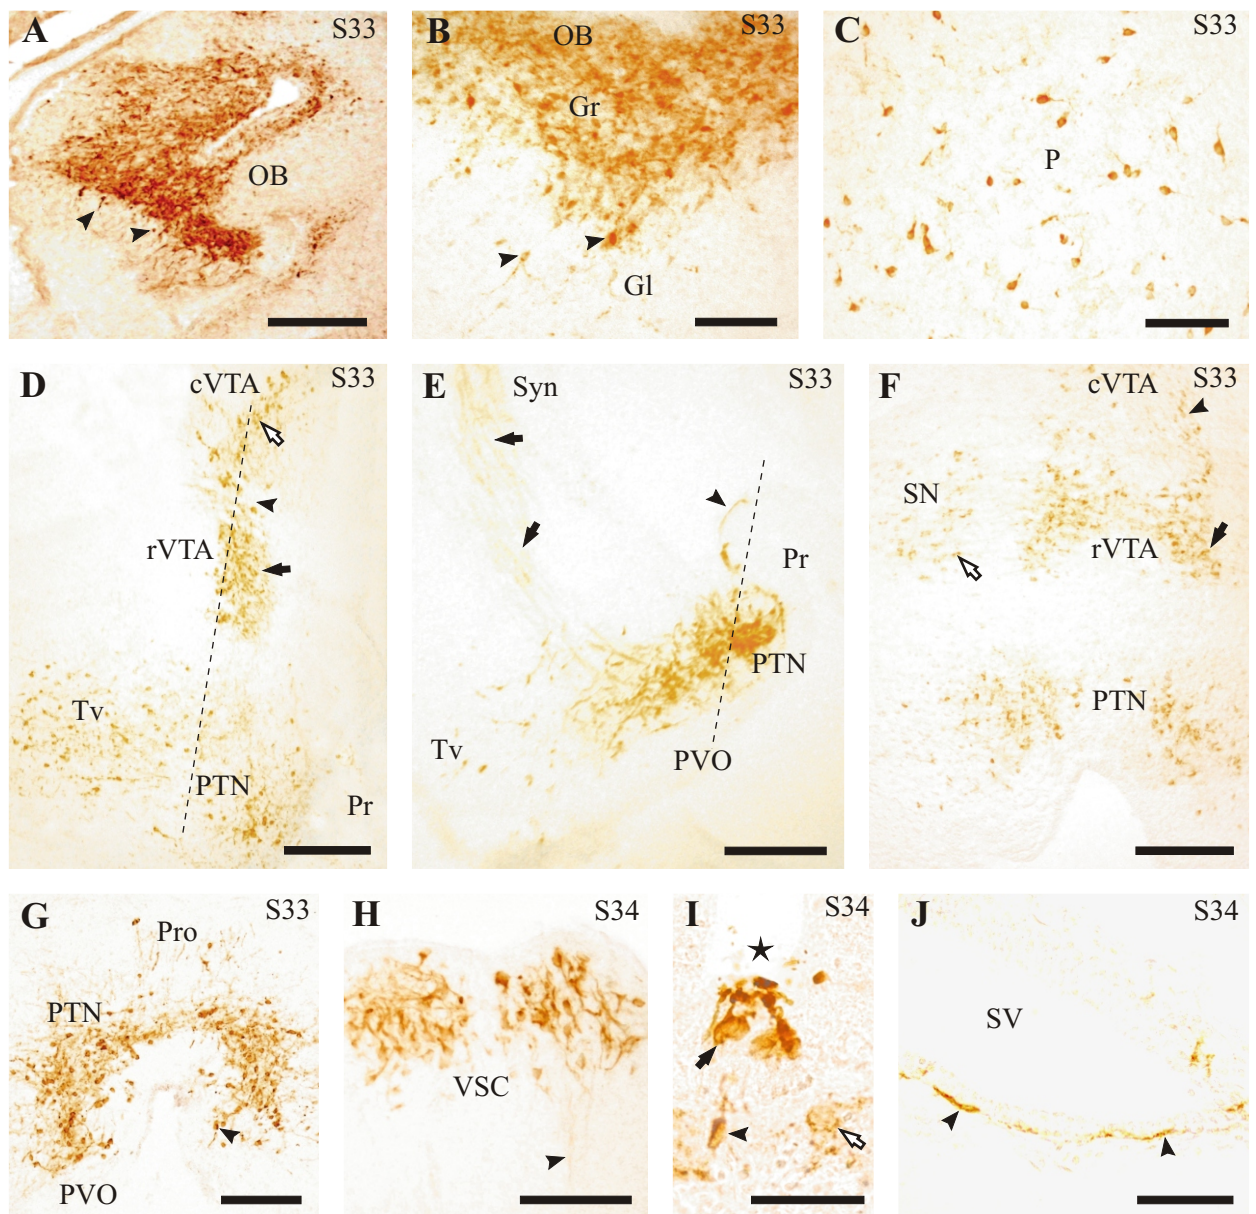 A S33
OB
B OB S33
Gr
Gl
C S33
P
D cVTA S33
rVTA
Tv
PTN
Pr
E Syn S33
Pr
PTN
Tv
PVO
F cVTA S33
SN
rVTA
PTN
G S33
Pro
PTN
PVO
H S34
VSC
I S34
J S34
SV